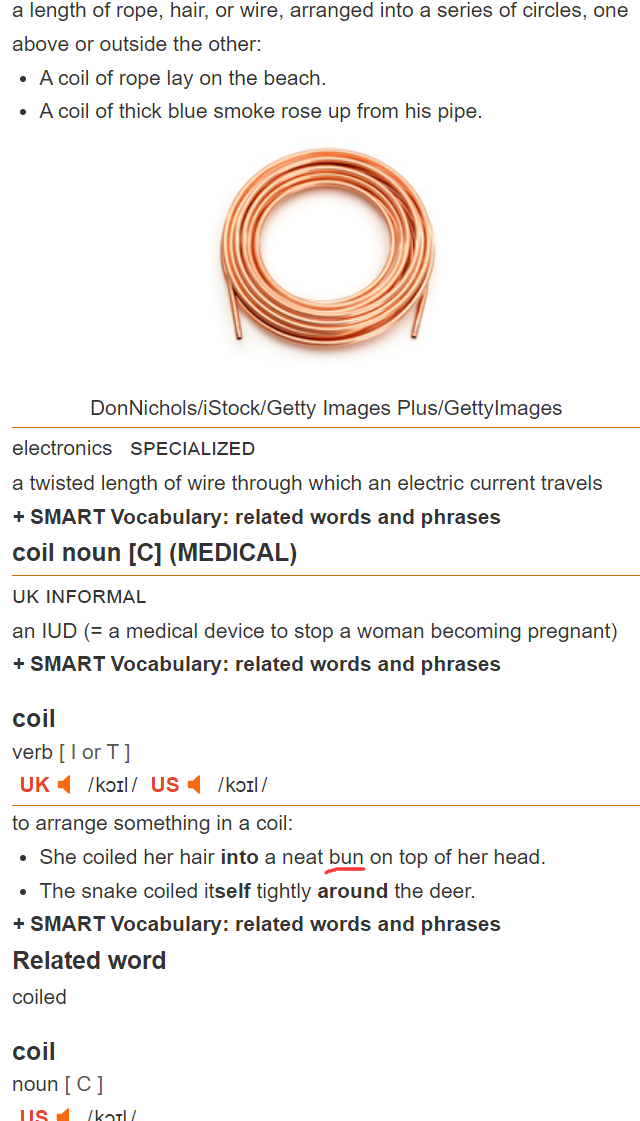 a length of rope, hair, or wire, arranged into a series of circles, one
above or outside the other:
• A coil of rope lay on the beach.
• A coil of thick blue smoke rose up from his pipe.
DonNichols/iStock/Getty Images Plus/GettyImages
electronics SPECIALIZED
a twisted length of wire through which an electric current travels
+ SMART Vocabulary: related words and phrases
coil noun [C] (MEDICAL)
UK INFORMAL
an IUD (= a medical device to stop a woman becoming pregnant)
+ SMART Vocabulary: related words and phrases
coil
verb [ I or T ]
UK /kɔɪl/ US /kɔɪl/
to arrange something in a coil:
• She coiled her hair into a neat bun on top of her head.
• The snake coiled itself tightly around the deer.
+ SMART Vocabulary: related words and phrases
Related word
coiled
coil
noun [ C ]
US /kɔɪl/